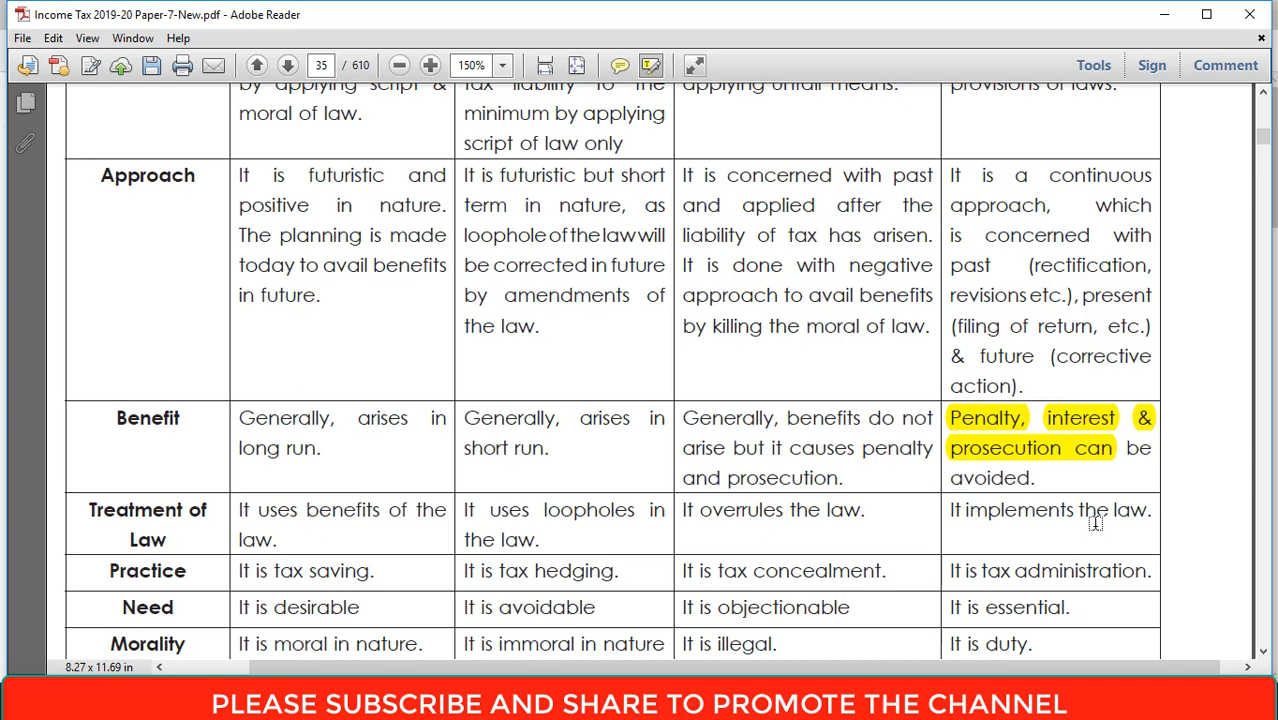 Income Tax 2019-20 Paper-7-New.pdf - Adobe Reader
File Edit View Window Help
35 / 610 150% Tools Sign Comment
by applying script &
moral of law.
tax liability to the
minimum by applying
script of law only
applying unfair means.
provisions of laws.
Approach
It is futuristic and
positive in nature.
The planning is made
today to avail benefits
in future.
It is futuristic but short
term in nature, as
loophole of the law will
be corrected in future
by amendments of
the law.
It is concerned with past
and applied after the
liability of tax has arisen.
It is done with negative
approach to avail benefits
by killing the moral of law.
It is a continuous
approach, which
is concerned with
past (rectification,
revisions etc.), present
(filing of return, etc.)
& future (corrective
action).
Benefit
Generally, arises in
long run.
Generally, arises in
short run.
Generally, benefits do not
arise but it causes penalty
and prosecution.
Penalty, interest &
prosecution can be
avoided.
Treatment of
Law
It uses benefits of the
law.
It uses loopholes in
the law.
It overrules the law.
It implements the law.
Practice
It is tax saving.
It is tax hedging.
It is tax concealment.
It is tax administration.
Need
It is desirable
It is avoidable
It is objectionable
It is essential.
Morality
It is moral in nature.
It is immoral in nature
It is illegal.
It is duty.
8.27 x 11.69 in
PLEASE SUBSCRIBE AND SHARE TO PROMOTE THE CHANNEL